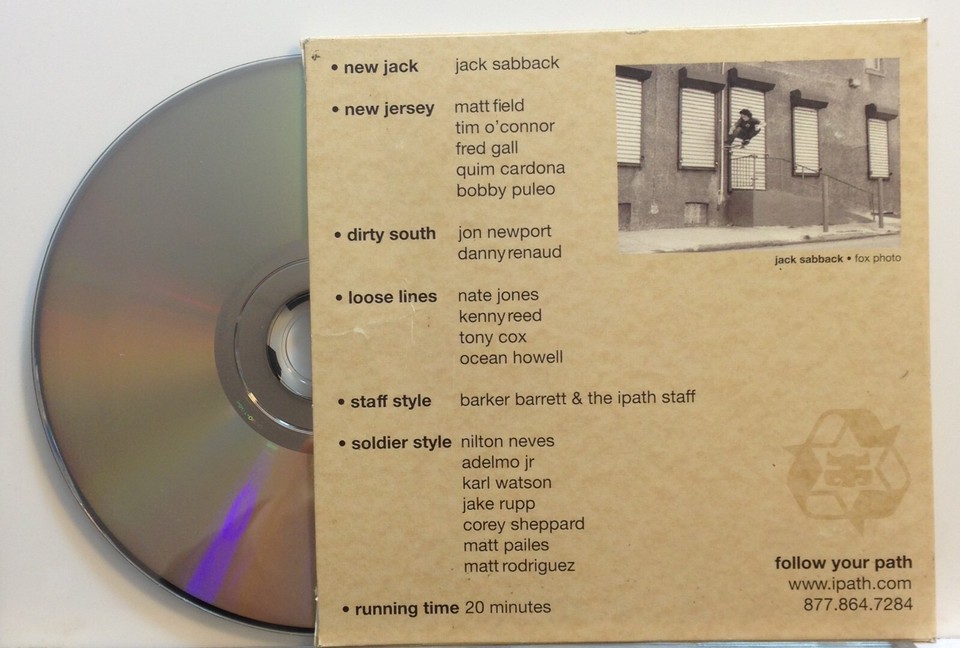 • new jack jack sabback
• new jersey matt field
tim o'connor
fred gall
quim cardona
bobby puleo
• dirty south jon newport
danny renaud
• loose lines nate jones
kenny reed
tony cox
ocean howell
• staff style barker barrett & the ipath staff
• soldier style nilton neves
adelmo jr
karl watson
jake rupp
corey sheppard
matt pailes
matt rodriguez
• running time 20 minutes
jack sabback • fox photo
follow your path
www.ipath.com
877.864.7284